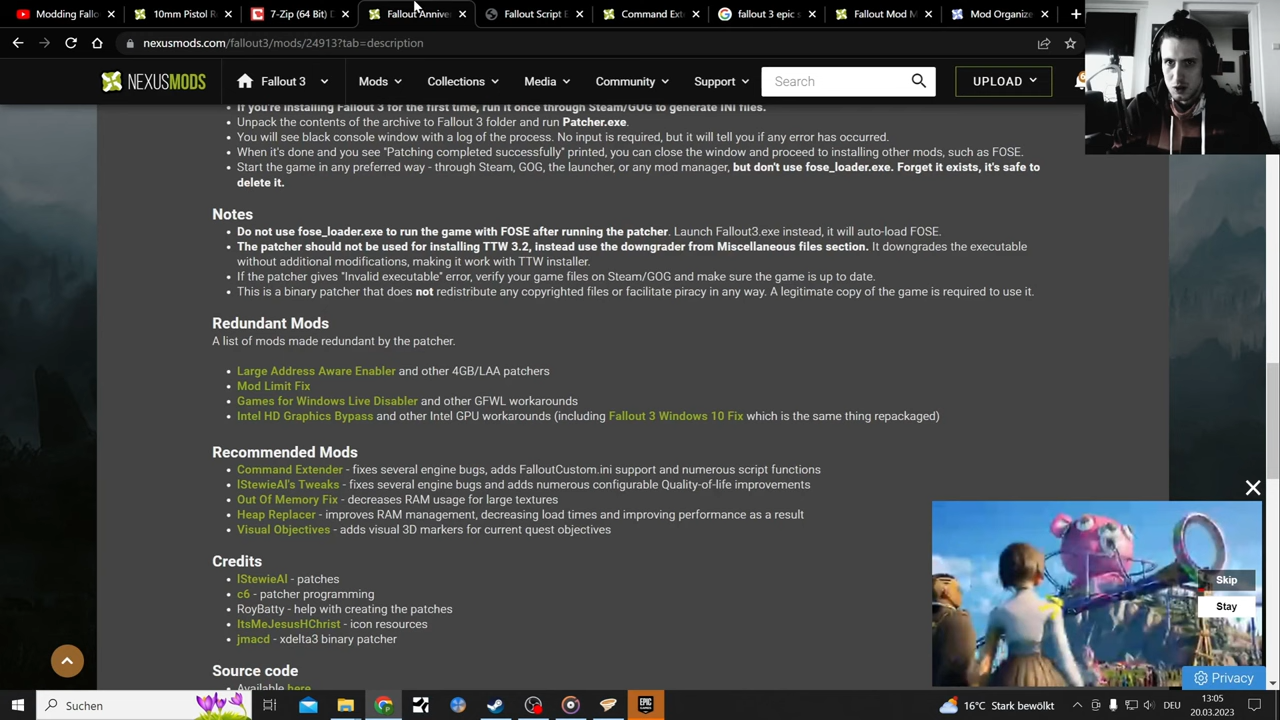 Modding Fallo
10mm Pistol R
7-Zip (64 Bit) D
Fallout Anniver
Fallout Script E
Command Ext
fallout 3 epic s
Fallout Mod M
Mod Organize
nexusmods.com/fallout3/mods/24913?tab=description
NEXUSMODS
Fallout 3
Mods
Collections
Media
Community
Support
Search
UPLOAD
If you're installing Fallout 3 for the first time, run it once through Steam/GOG to generate INI files.
Unpack the contents of the archive to Fallout 3 folder and run Patcher.exe.
You will see black console window with a log of the process. No input is required, but it will tell you if any error has occurred.
When it's done and you see "Patching completed successfully" printed, you can close the window and proceed to installing other mods, such as FOSE.
Start the game in any preferred way - through Steam, GOG, the launcher, or any mod manager, but don't use fose_loader.exe. Forget it exists, it's safe to
delete it.
Notes
Do not use fose_loader.exe to run the game with FOSE after running the patcher. Launch Fallout3.exe instead, it will auto-load FOSE.
The patcher should not be used for installing TTW 3.2, instead use the downgrader from Miscellaneous files section. It downgrades the executable
without additional modifications, making it work with TTW installer.
If the patcher gives "Invalid executable" error, verify your game files on Steam/GOG and make sure the game is up to date.
This is a binary patcher that does not redistribute any copyrighted files or facilitate piracy in any way. A legitimate copy of the game is required to use it.
Redundant Mods
A list of mods made redundant by the patcher.
Large Address Aware Enabler and other 4GB/LAA patchers
Mod Limit Fix
Games for Windows Live Disabler and other GFWL workarounds
Intel HD Graphics Bypass and other Intel GPU workarounds (including Fallout 3 Windows 10 Fix which is the same thing repackaged)
Recommended Mods
Command Extender - fixes several engine bugs, adds FalloutCustom.ini support and numerous script functions
lStewieAl's Tweaks - fixes several engine bugs and adds numerous configurable Quality-of-life improvements
Out Of Memory Fix - decreases RAM usage for large textures
Heap Replacer - improves RAM management, decreasing load times and improving performance as a result
Visual Objectives - adds visual 3D markers for current quest objectives
Credits
lStewieAl - patches
c6 - patcher programming
RoyBatty - help with creating the patches
ItsMeJesusHChrist - icon resources
jmacd - xdelta3 binary patcher
Source code
Available here
Skip
Stay
Privacy
Suchen
EPIC
16°C Stark bewölkt
DEU
13:05
20.03.2023